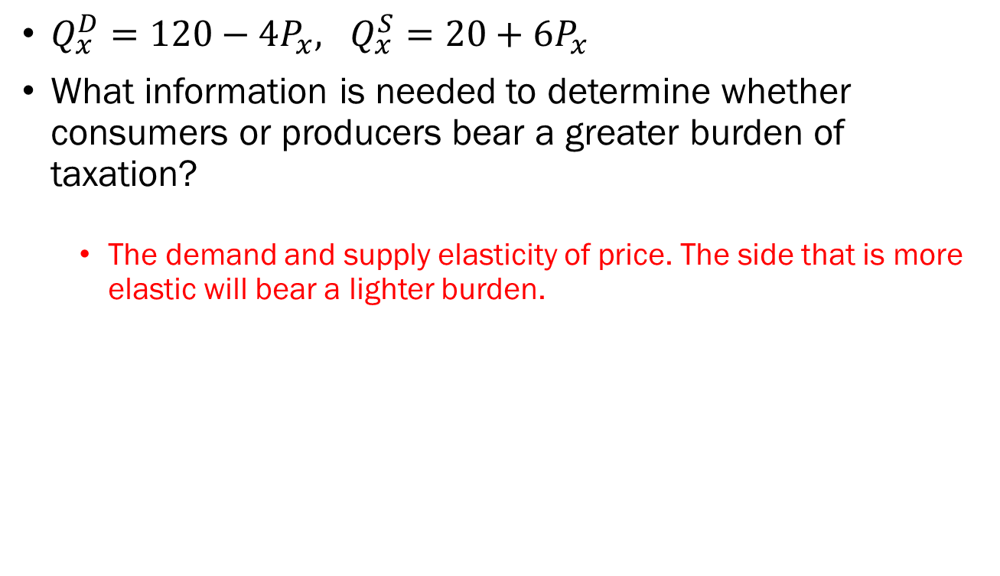 • $Q_x^D = 120 - 4P_x,\ \ Q_x^S = 20 + 6P_x$
• What information is needed to determine whether
consumers or producers bear a greater burden of
taxation?
• The demand and supply elasticity of price. The side that is more
elastic will bear a lighter burden.